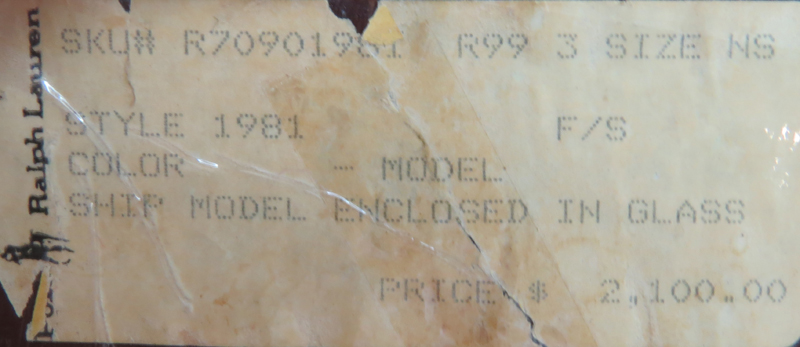 SKU# R70901981 R99 3 SIZE NS
STYLE 1981 F/S
COLOR - MODEL
SHIP MODEL ENCLOSED IN GLASS
PRICE $ 2,100.00
Ralph Lauren